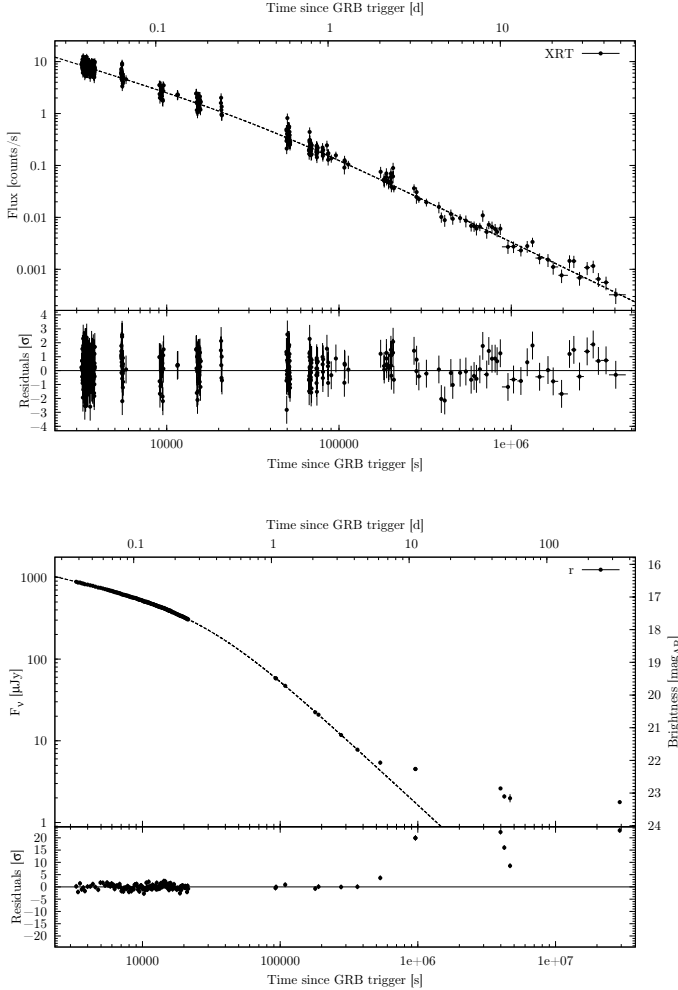 Time since GRB trigger [d]
0.1 1 10
XRT
Flux [counts/s]
10
1
0.1
0.01
0.001
Residuals [σ]
4
3
2
1
0
−1
−2
−3
−4
10000 100000 1e+06
Time since GRB trigger [s]
Time since GRB trigger [d]
0.1 1 10 100
r
Fν [μJy]
1000
100
10
1
Brightness [magAB]
16
17
18
19
20
21
22
23
24
Residuals [σ]
20
15
10
5
0
−5
−10
−15
−20
10000 100000 1e+06 1e+07
Time since GRB trigger [s]